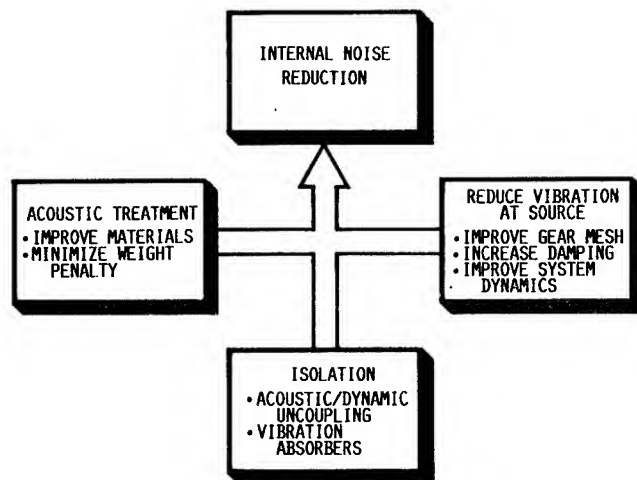 INTERNAL NOISE
REDUCTION
ACOUSTIC TREATMENT
• IMPROVE MATERIALS
• MINIMIZE WEIGHT
PENALTY
REDUCE VIBRATION
AT SOURCE
• IMPROVE GEAR MESH
• INCREASE DAMPING
• IMPROVE SYSTEM
DYNAMICS
ISOLATION
• ACOUSTIC/DYNAMIC
UNCOUPLING
• VIBRATION
ABSORBERS